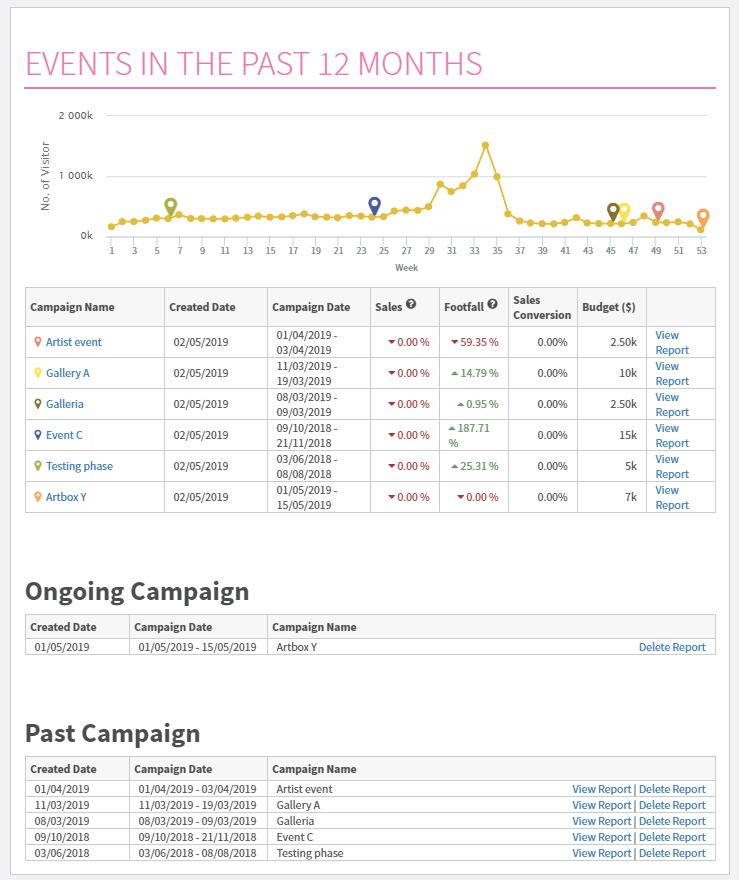 EVENTS IN THE PAST 12 MONTHS
2 000k
1 000k
0k
No. of Visitor
1 3 5 7 9 11 13 15 17 19 21 23 25 27 29 31 33 35 37 39 41 43 45 47 49 51 53
Week
Campaign Name Created Date Campaign Date Sales ? Footfall ? Sales Conversion Budget ($)
Artist event 02/05/2019 01/04/2019 - 03/04/2019 0.00 % 59.35 % 0.00% 2.50k View Report
Gallery A 02/05/2019 11/03/2019 - 19/03/2019 0.00 % 14.79 % 0.00% 10k View Report
Galleria 02/05/2019 08/03/2019 - 09/03/2019 0.00 % 0.95 % 0.00% 2.50k View Report
Event C 02/05/2019 09/10/2018 - 21/11/2018 0.00 % 187.71 % 0.00% 15k View Report
Testing phase 02/05/2019 03/06/2018 - 08/08/2018 0.00 % 25.31 % 0.00% 5k View Report
Artbox Y 02/05/2019 01/05/2019 - 15/05/2019 0.00 % 0.00 % 0.00% 7k View Report
Ongoing Campaign
Created Date Campaign Date Campaign Name
01/05/2019 01/05/2019 - 15/05/2019 Artbox Y Delete Report
Past Campaign
Created Date Campaign Date Campaign Name
01/04/2019 01/04/2019 - 03/04/2019 Artist event View Report | Delete Report
11/03/2019 11/03/2019 - 19/03/2019 Gallery A View Report | Delete Report
08/03/2019 08/03/2019 - 09/03/2019 Galleria View Report | Delete Report
09/10/2018 09/10/2018 - 21/11/2018 Event C View Report | Delete Report
03/06/2018 03/06/2018 - 08/08/2018 Testing phase View Report | Delete Report